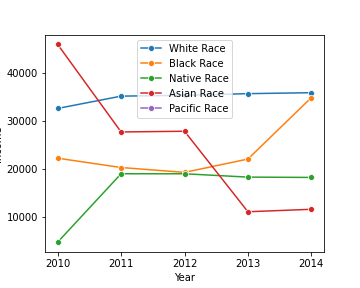 White Race
Black Race
Native Race
Asian Race
Pacific Race
40000
30000
20000
10000
2010 2011 2012 2013 2014
Year